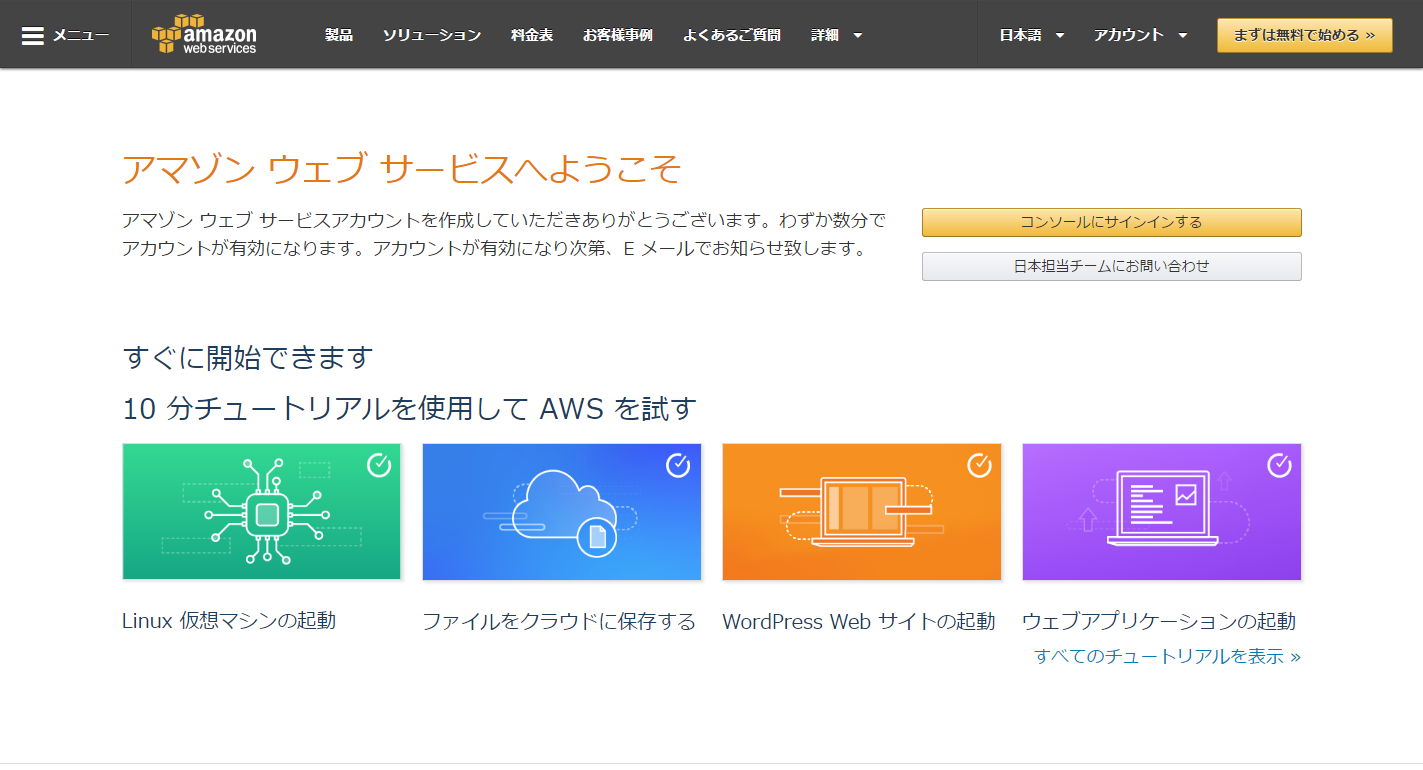 メニュー
amazon
web services
製品
ソリューション
料金表
お客様事例
よくあるご質問
詳細
日本語
アカウント
まずは無料で始める »
アマゾン ウェブ サービスへようこそ
アマゾン ウェブ サービスアカウントを作成していただきありがとうございます。わずか数分で
アカウントが有効になります。アカウントが有効になり次第、E メールでお知らせ致します。
コンソールにサインインする
日本担当チームにお問い合わせ
すぐに開始できます
10 分チュートリアルを使用して AWS を試す
Linux 仮想マシンの起動
ファイルをクラウドに保存する
WordPress Web サイトの起動
ウェブアプリケーションの起動
すべてのチュートリアルを表示 »